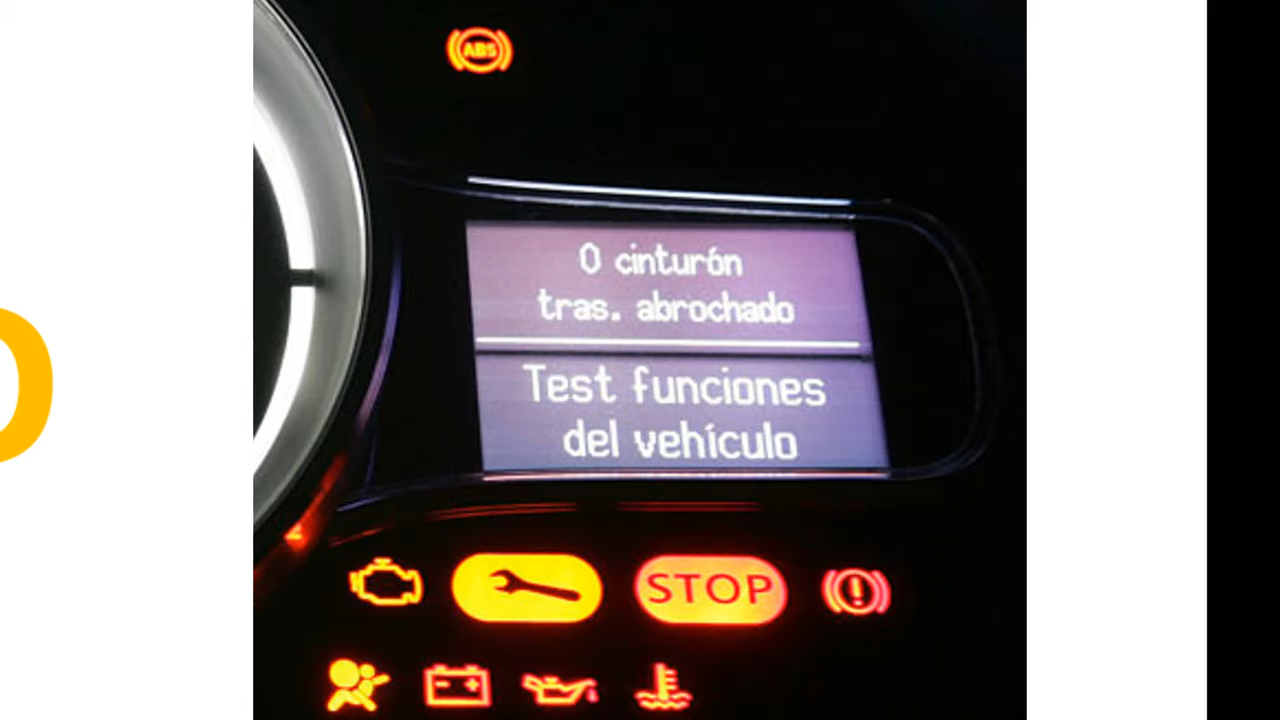 ABS
0 cinturón
tras. abrochado
Test funciones
del vehículo
STOP